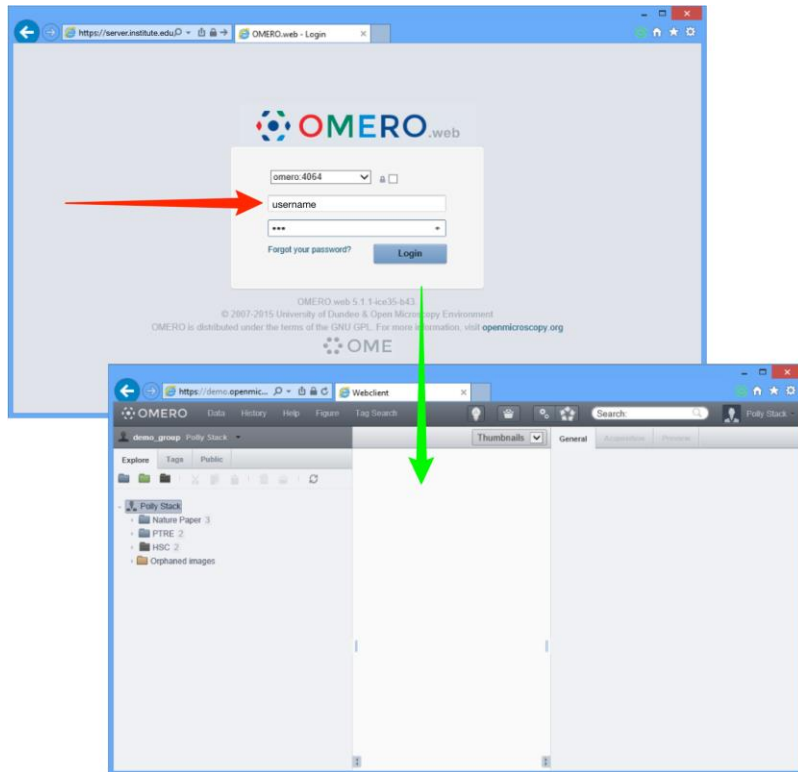 https://server.institute.edu/ OMERO.web - Login
OMERO.web
omero:4064
username
•••
Forgot your password? Login
OMERO.web 5.1.1-ice35-b43.
© 2007-2015 University of Dundee & Open Microscopy Environment
OMERO is distributed under the terms of the GNU GPL. For more information, visit openmicroscopy.org
OME
https://demo.openmic... Webclient
OMERO Data History Help Figure Tag Search Search: Polly Stack
demo_group Polly Stack Thumbnails General Acquisition Preview
Explore Tags Public
Polly Stack
Nature Paper 3
PTRE 2
HSC 2
Orphaned images